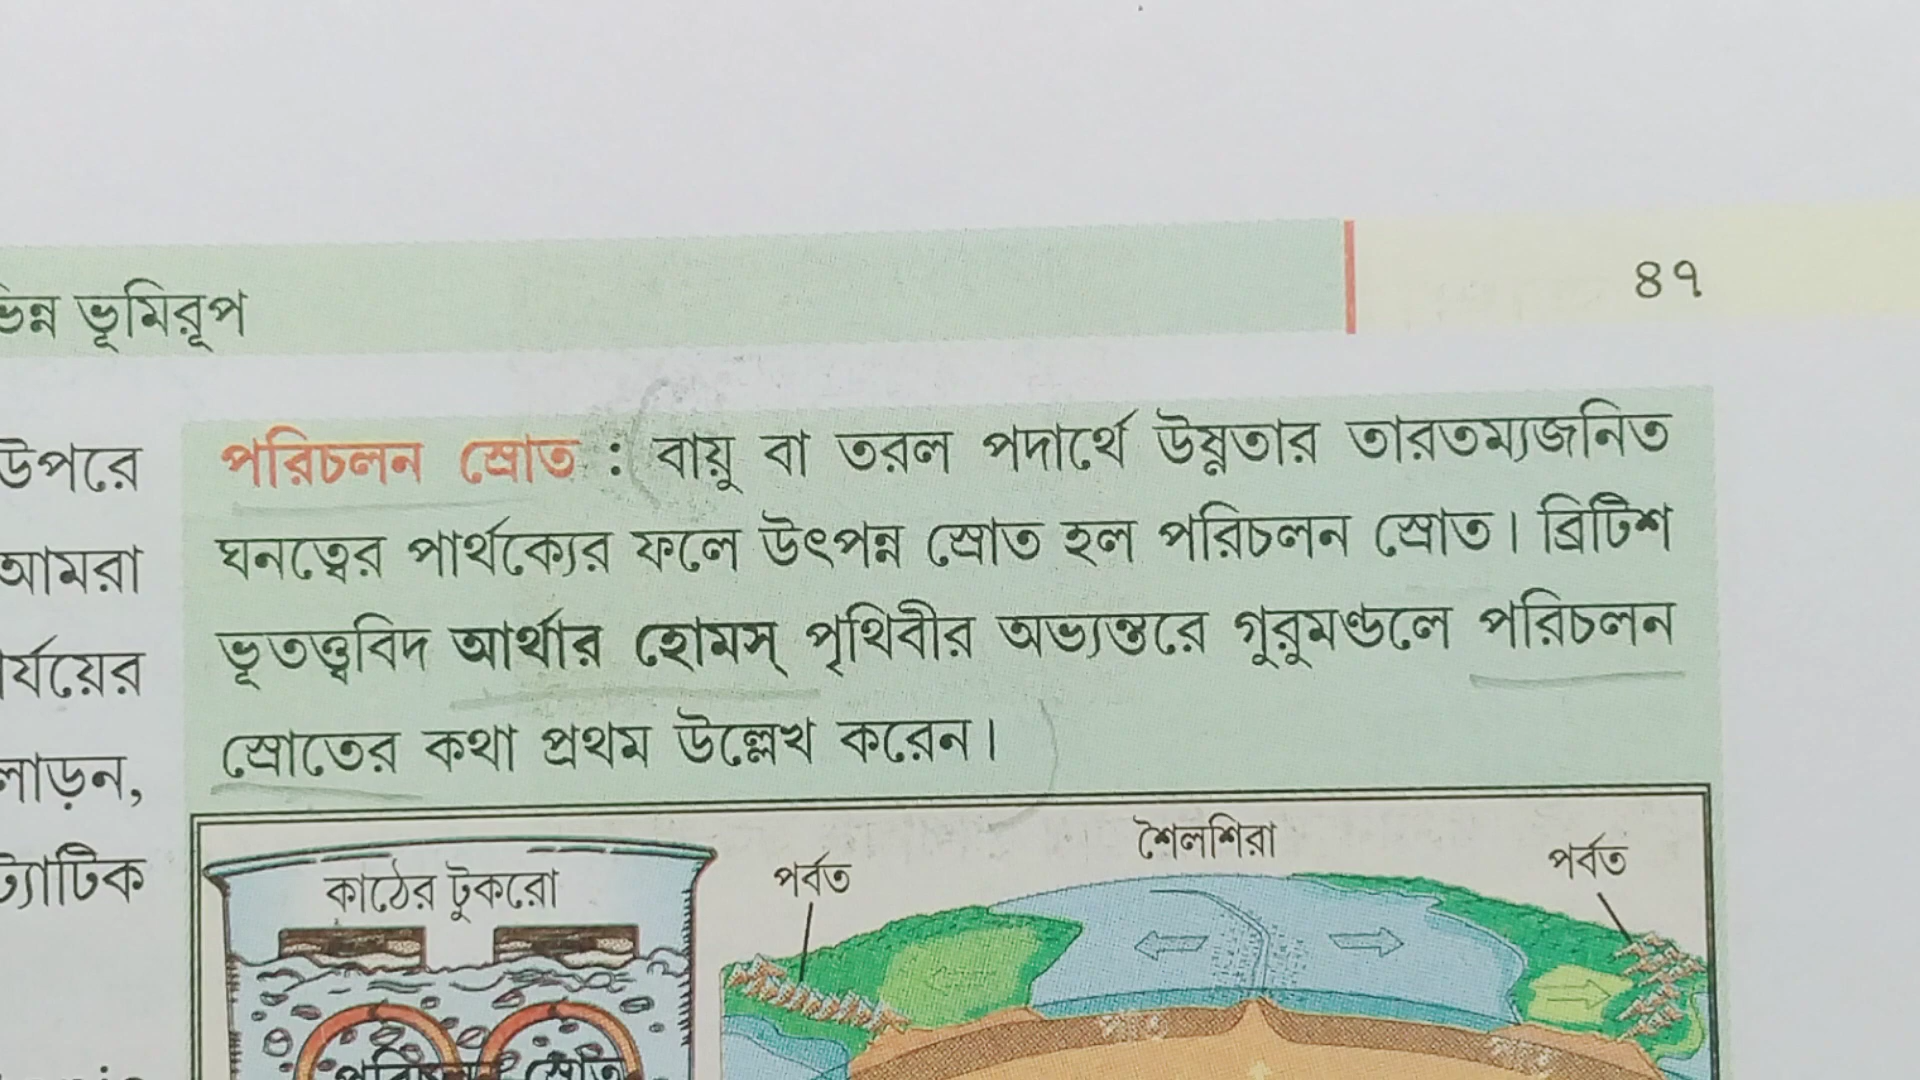 ভূমিরূপ
৪৭
উপরে
আমরা
লাড়ন,
পরিচলন স্রোত : বায়ু বা তরল পদার্থে উষ্ণতার তারতম্যজনিত
ঘনত্বের পার্থক্যের ফলে উৎপন্ন স্রোত হল পরিচলন স্রোত। ব্রিটিশ
ভূতত্ত্ববিদ আর্থার হোমস্ পৃথিবীর অভ্যন্তরে গুরুমণ্ডলে পরিচলন
স্রোতের কথা প্রথম উল্লেখ করেন।
কাঠের টুকরো
পর্বত
শৈলশিরা
পর্বত